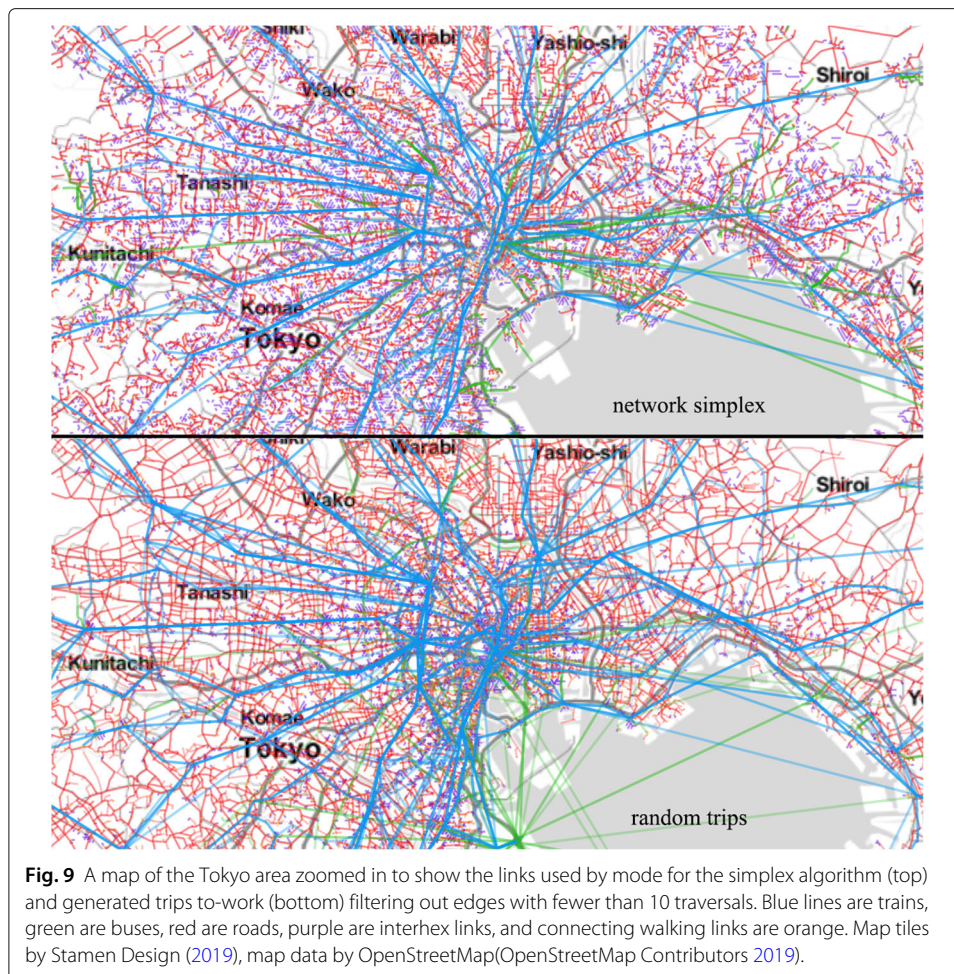 Shiki
Warabi
Yashio-shi
Shiroi
Wako
Tanashi
Kunitachi
Komae
Tokyo
network simplex
Warabi
Yashio-shi
Shiroi
Wako
Tanashi
Kunitachi
Komae
Tokyo
random trips
Fig. 9 A map of the Tokyo area zoomed in to show the links used by mode for the simplex algorithm (top)
and generated trips to-work (bottom) filtering out edges with fewer than 10 traversals. Blue lines are trains,
green are buses, red are roads, purple are interhex links, and connecting walking links are orange. Map tiles
by Stamen Design (2019), map data by OpenStreetMap(OpenStreetMap Contributors 2019).